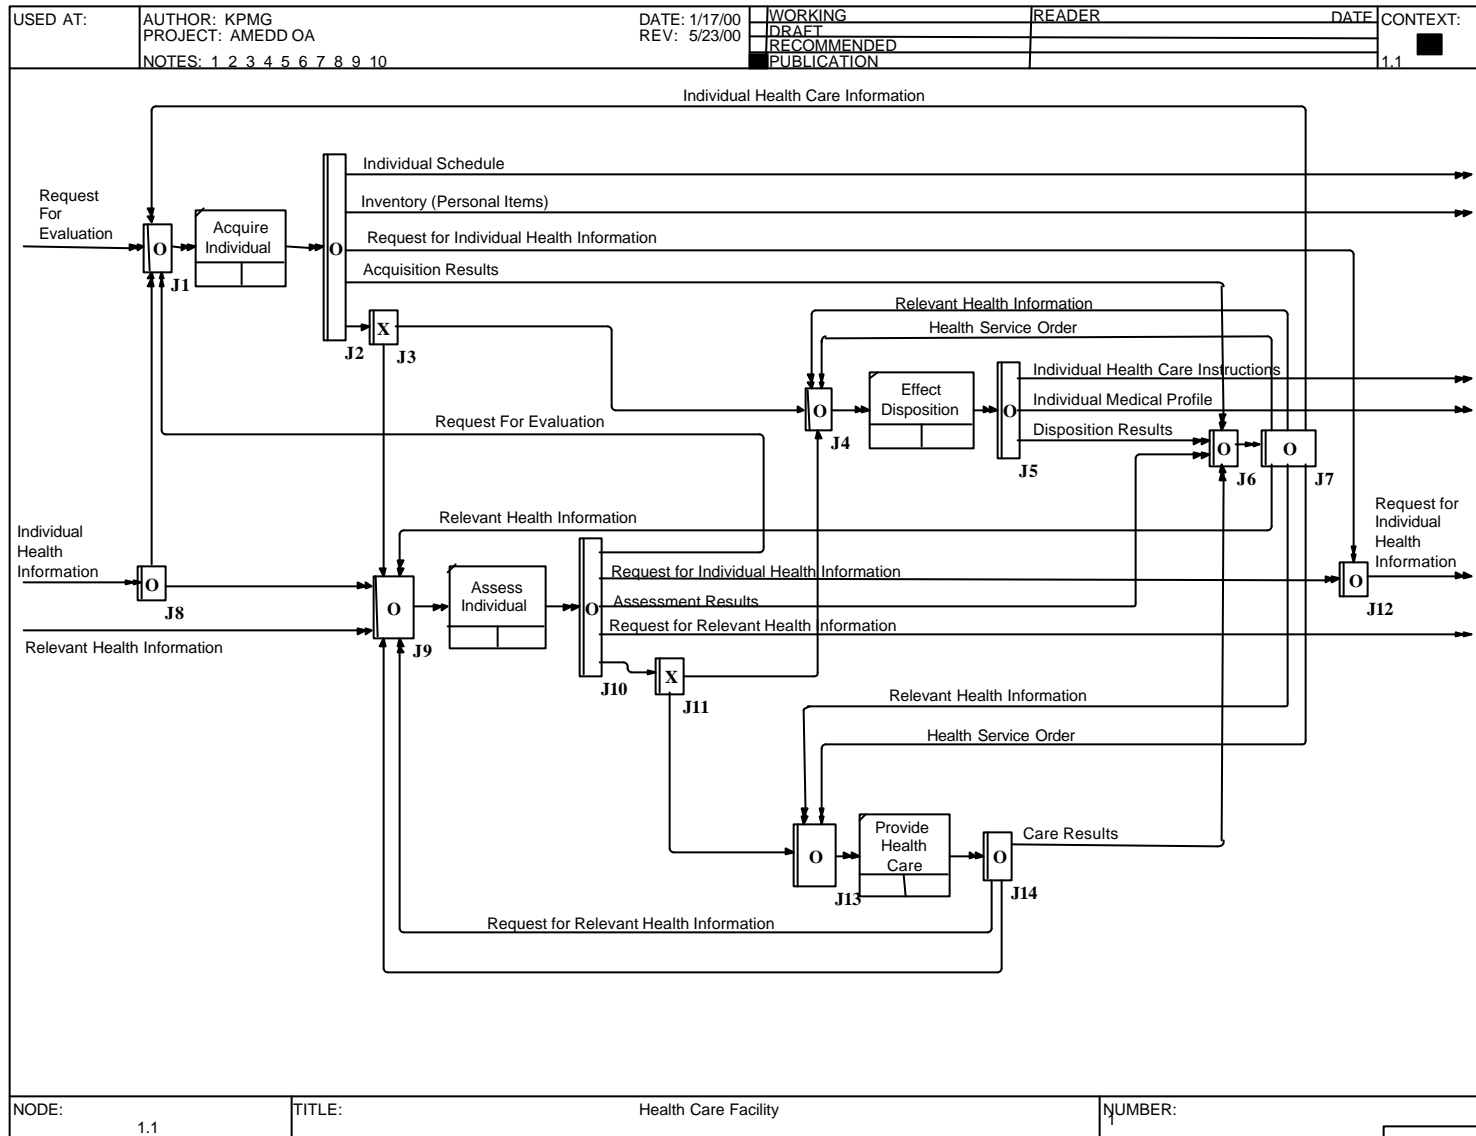 USED AT:
AUTHOR: KPMG
PROJECT: AMEDD OA
NOTES: 1 2 3 4 5 6 7 8 9 10
DATE: 1/17/00
REV: 5/23/00
WORKING
DRAFT
RECOMMENDED
PUBLICATION
READER
DATE
CONTEXT:
1.1
Individual Health Care Information
Individual Schedule
Inventory (Personal Items)
Request for Individual Health Information
Acquisition Results
Request
For
Evaluation
O
J1
Acquire
Individual
O
J2
X
J3
Relevant Health Information
Health Service Order
O
J4
Effect
Disposition
O
J5
Individual Health Care Instructions
Individual Medical Profile
Disposition Results
O
J6
O
J7
Request For Evaluation
Relevant Health Information
Individual
Health
Information
O
J8
Relevant Health Information
O
J9
Assess
Individual
O
J10
Request for Individual Health Information
Assessment Results
Request for Relevant Health Information
X
J11
Request for
Individual
Health
Information
O
J12
Relevant Health Information
Health Service Order
O
J13
Provide
Health
Care
O
J14
Care Results
Request for Relevant Health Information
NODE:
1.1
TITLE:
Health Care Facility
NUMBER:
1